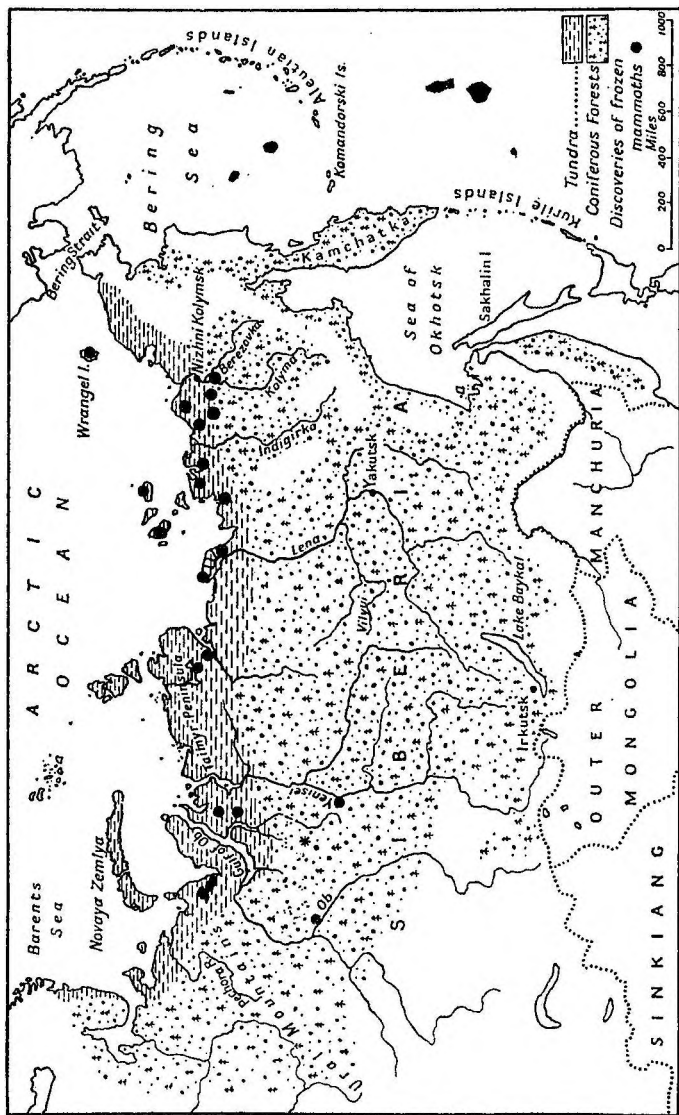 ARCTIC
OCEAN
Barents
Sea
Novaya Zemlya
Wrangel I.
Bering Strait
Bering
Sea
Aleutian Islands
Komandorski Is.
Pechora R.
Ural Mountains
Gulf of Ob
Ob
Yenisei
Taimyr Peninsula
Lena
Vilyui
Yakutsk
Indigirka
Kolyma
Berezovka
Nizhni Kolymsk
Kamchatka
Sea of
Okhotsk
Sakhalin I
Kurile Islands
SIBERIA
Lake Baykal
Irkutsk
SINKIANG
OUTER
MONGOLIA
MANCHURIA
Tundra
Coniferous Forests
Discoveries of frozen
mammoths
Miles
0 200 400 600 800 1000